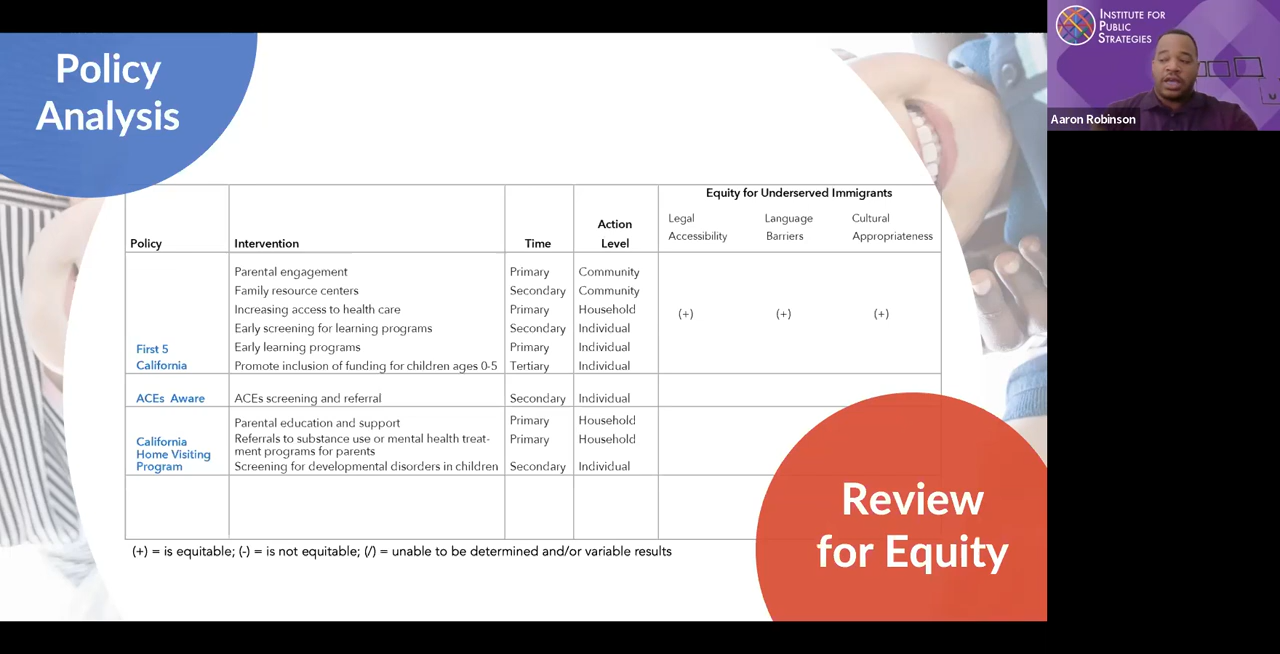 Policy
Analysis
INSTITUTE FOR
PUBLIC
STRATEGIES
Aaron Robinson
Equity for Underserved Immigrants
Policy Intervention Time Action Level Legal Accessibility Language Barriers Cultural Appropriateness
First 5 California
Parental engagement Primary Community
Family resource centers Secondary Community
Increasing access to health care Primary Household
(+) (+) (+)
Early screening for learning programs Secondary Individual
Early learning programs Primary Individual
Promote inclusion of funding for children ages 0-5 Tertiary Individual
ACEs Aware ACEs screening and referral Secondary Individual
California
Home Visiting
Program
Parental education and support Primary Household
Referrals to substance use or mental health treat-
ment programs for parents Primary Household
Screening for developmental disorders in children Secondary Individual
(+) = is equitable; (-) = is not equitable; (/) = unable to be determined and/or variable results
Review
for Equity